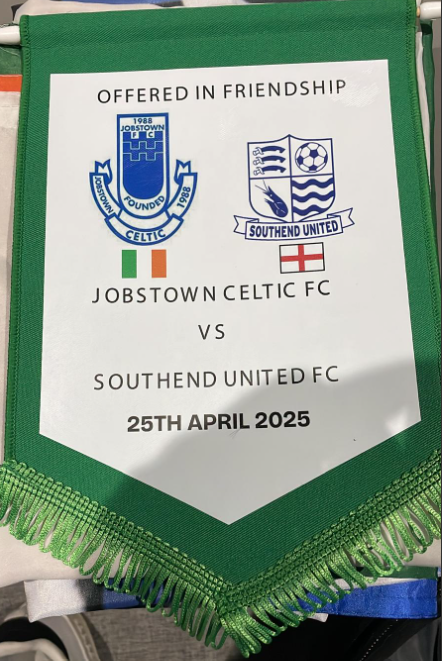 OFFERED IN FRIENDSHIP
1988
JOBSTOWN
F C
FOUNDED
JOBSTOWN
1988
CELTIC
SOUTHEND UNITED
JOBSTOWN CELTIC FC
VS
SOUTHEND UNITED FC
25TH APRIL 2025